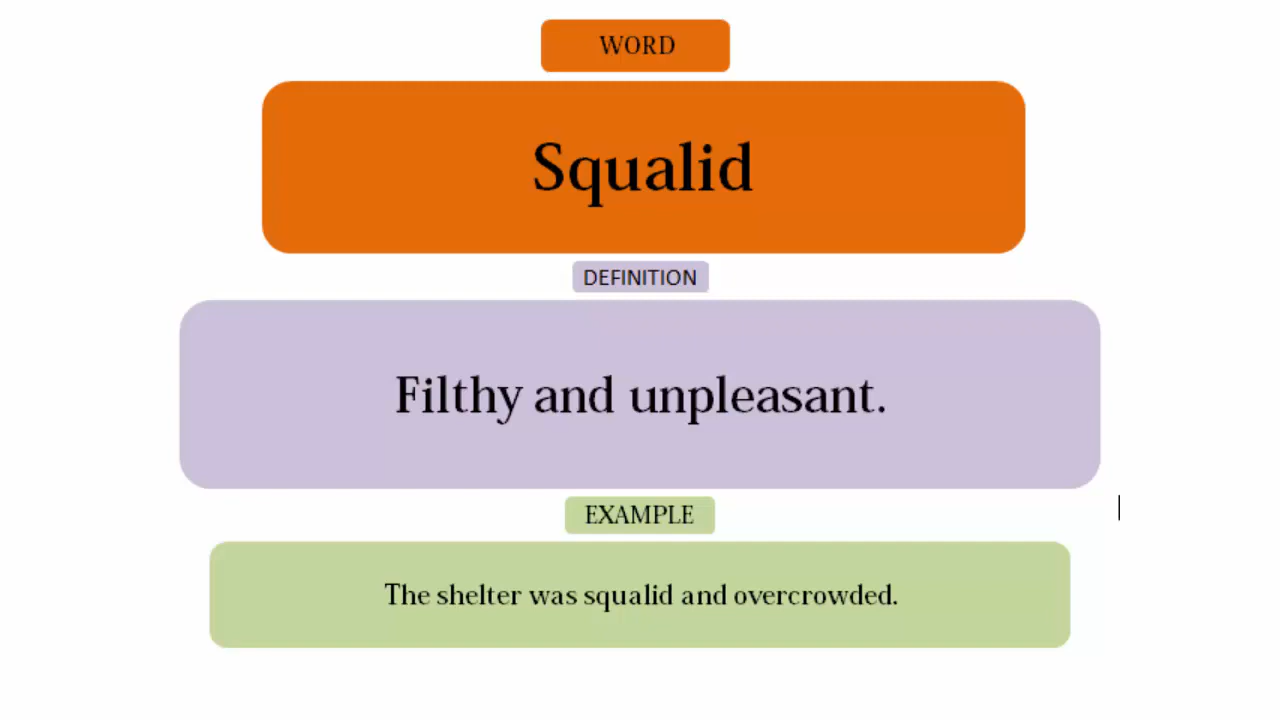 WORD
Squalid
DEFINITION
Filthy and unpleasant.
EXAMPLE
The shelter was squalid and overcrowded.